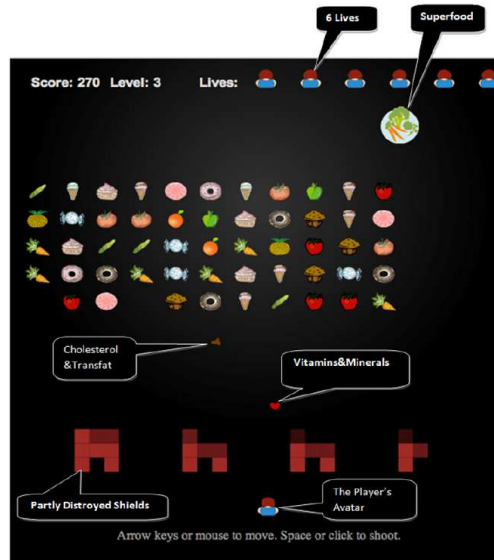 6 Lives
Superfood
Score: 270 Level: 3 Lives:
Cholesterol
&Transfat
Vitamins&Minerals
Partly Distroyed Shields
The Player's
Avatar
Arrow keys or mouse to move. Space or click to shoot.